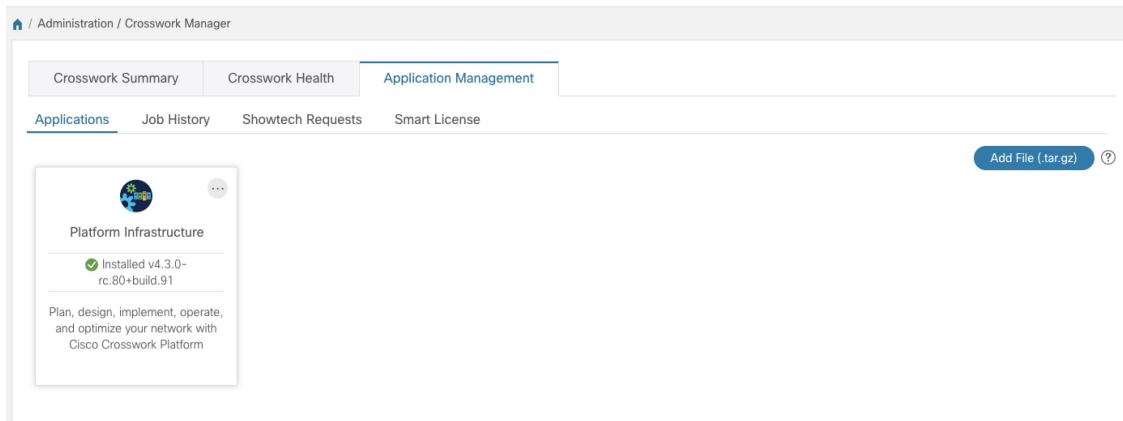 / Administration / Crosswork Manager
Crosswork Summary Crosswork Health Application Management
Applications Job History Showtech Requests Smart License
Add File (.tar.gz) ?
...
Platform Infrastructure
Installed v4.3.0-
rc.80+build.91
Plan, design, implement, operate,
and optimize your network with
Cisco Crosswork Platform